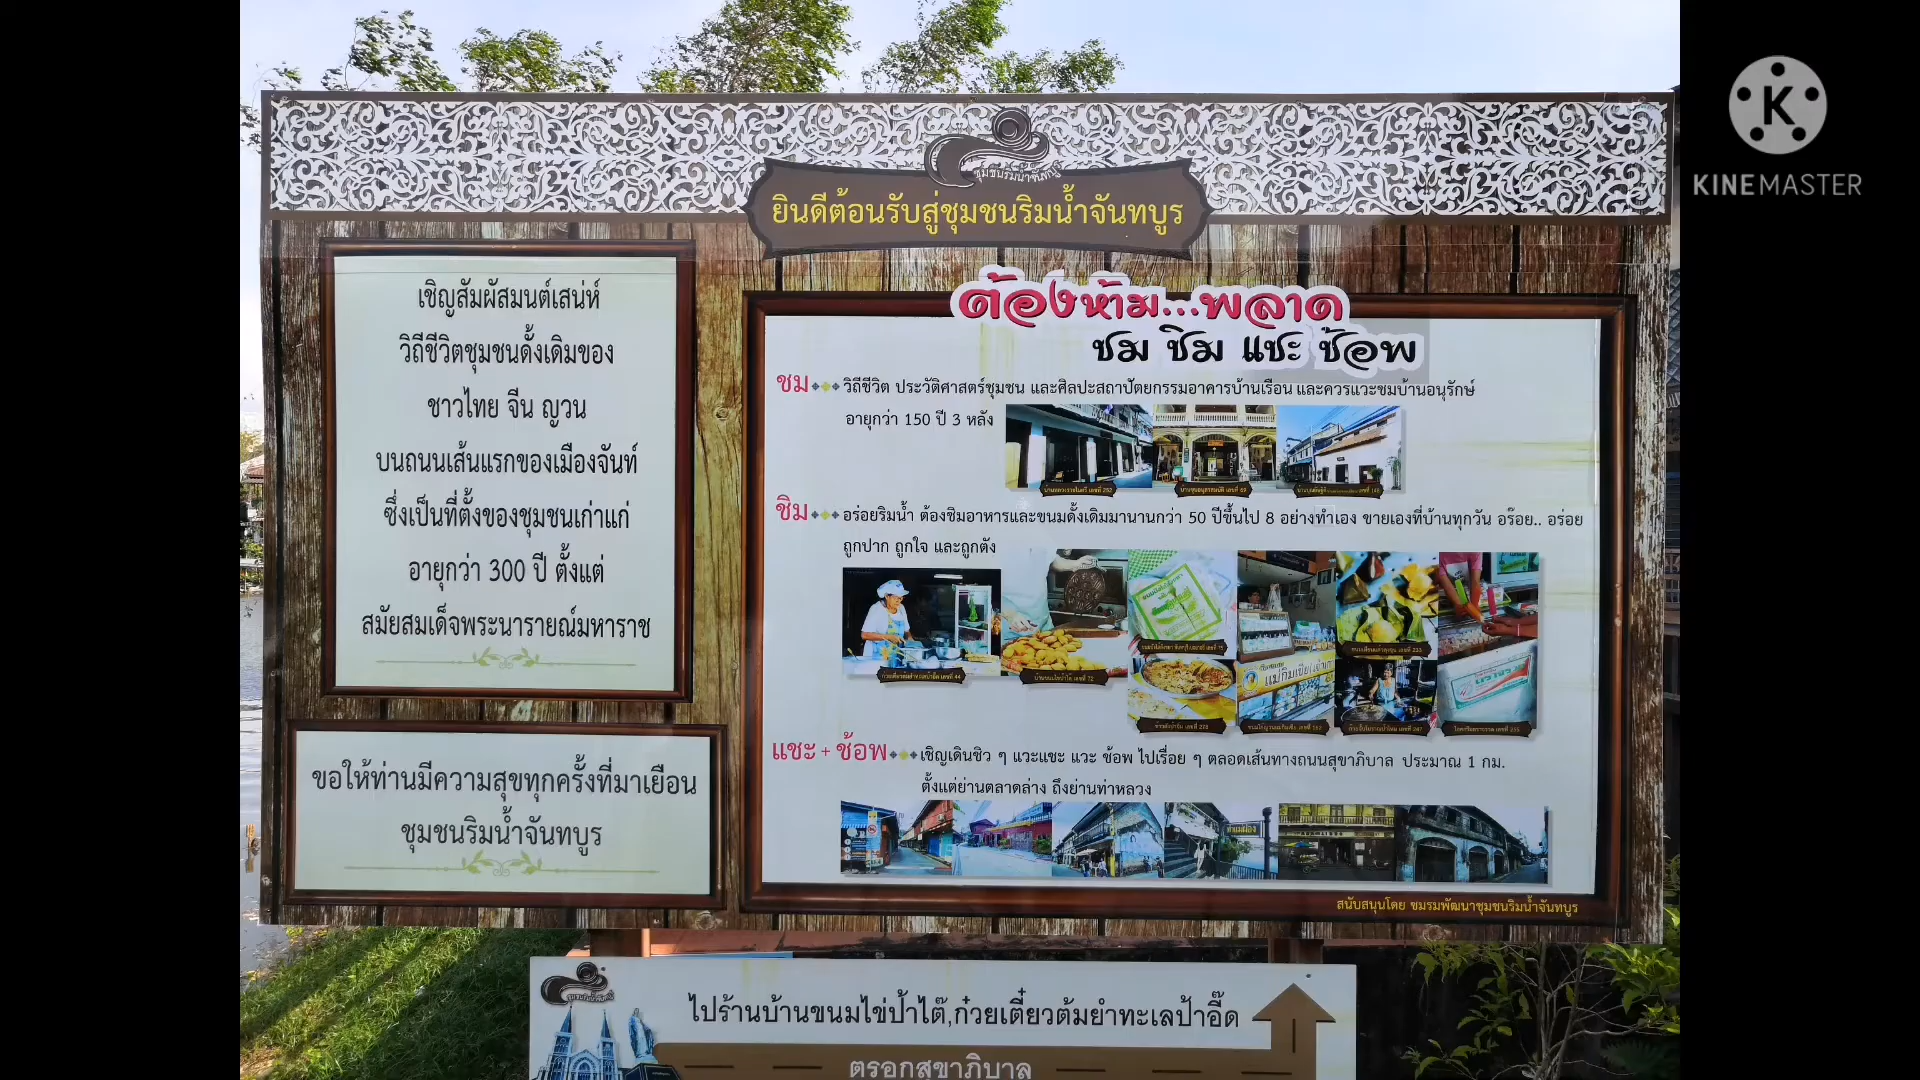 ชุมชนริมน้ำจันทบูร
ยินดีต้อนรับสู่ชุมชนริมน้ำจันทบูร
KINEMASTER
เชิญสัมผัสมนต์เสน่ห์
วิถีชีวิตชุมชนดั้งเดิมของ
ชาวไทย จีน ญวน
บนถนนเส้นแรกของเมืองจันท์
ซึ่งเป็นที่ตั้งของชุมชนเก่าแก่
อายุกว่า 300 ปี ตั้งแต่
สมัยสมเด็จพระนารายณ์มหาราช
ขอให้ท่านมีความสุขทุกครั้งที่มาเยือน
ชุมชนริมน้ำจันทบูร
ต้องห้าม...พลาด
ชม ชิม แชะ ช้อพ
ชม วิถีชีวิต ประวัติศาสตร์ชุมชน และศิลปะสถาปัตยกรรมอาคารบ้านเรือน และควรแวะชมบ้านอนุรักษ์
อายุกว่า 150 ปี 3 หลัง
ชิม อร่อยริมน้ำ ต้องชิมอาหารและขนมดั้งเดิมมานานกว่า 50 ปีขึ้นไป 8 อย่างทำเอง ขายเองที่บ้านทุกวัน อร๊อย.. อร่อย
ถูกปาก ถูกใจ และถูกตัง
แชะ + ช้อพ เชิญเดินชิว ๆ แวะแชะ แวะ ช้อพ ไปเรื่อย ๆ ตลอดเส้นทางถนนสุขาภิบาล ประมาณ 1 กม.
ตั้งแต่ย่านตลาดล่าง ถึงย่านท่าหลวง
สนับสนุนโดย ชมรมพัฒนาชุมชนริมน้ำจันทบูร
ไปร้านบ้านขนมไข่ป้าไต๊,ก๋วยเตี๋ยวต้มยำทะเลป้าอี๊ด
ตรอกสุขาภิบาล